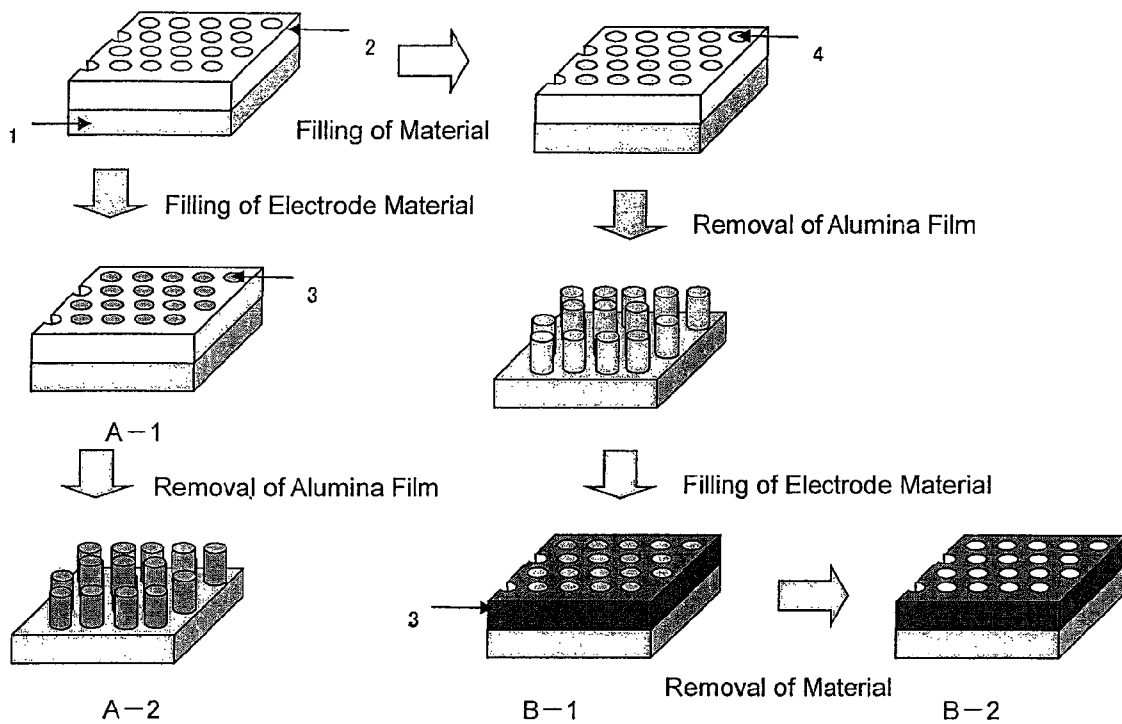 2
4
1
Filling of Material
Filling of Electrode Material
Removal of Alumina Film
3
A－1
Removal of Alumina Film
Filling of Electrode Material
3
Removal of Material
A－2
B－1
B－2